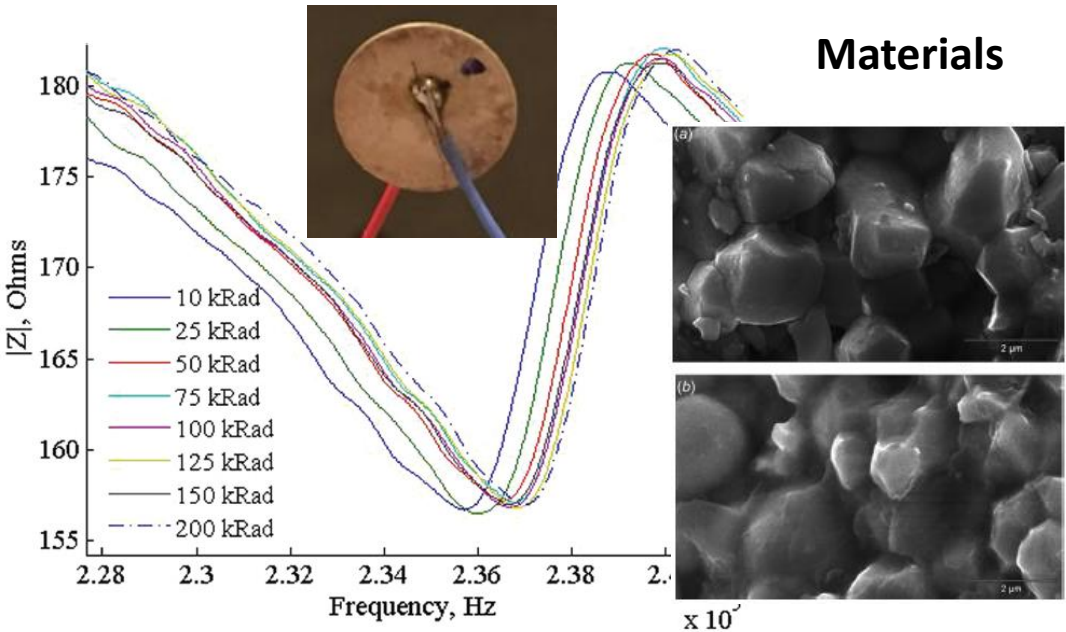 Materials
180
175
170
165
160
155
|Z|, Ohms
10 kRad
25 kRad
50 kRad
75 kRad
100 kRad
125 kRad
150 kRad
200 kRad
2.28
2.3
2.32
2.34
2.36
2.38
Frequency, Hz
(a)
2 μm
(b)
2 μm